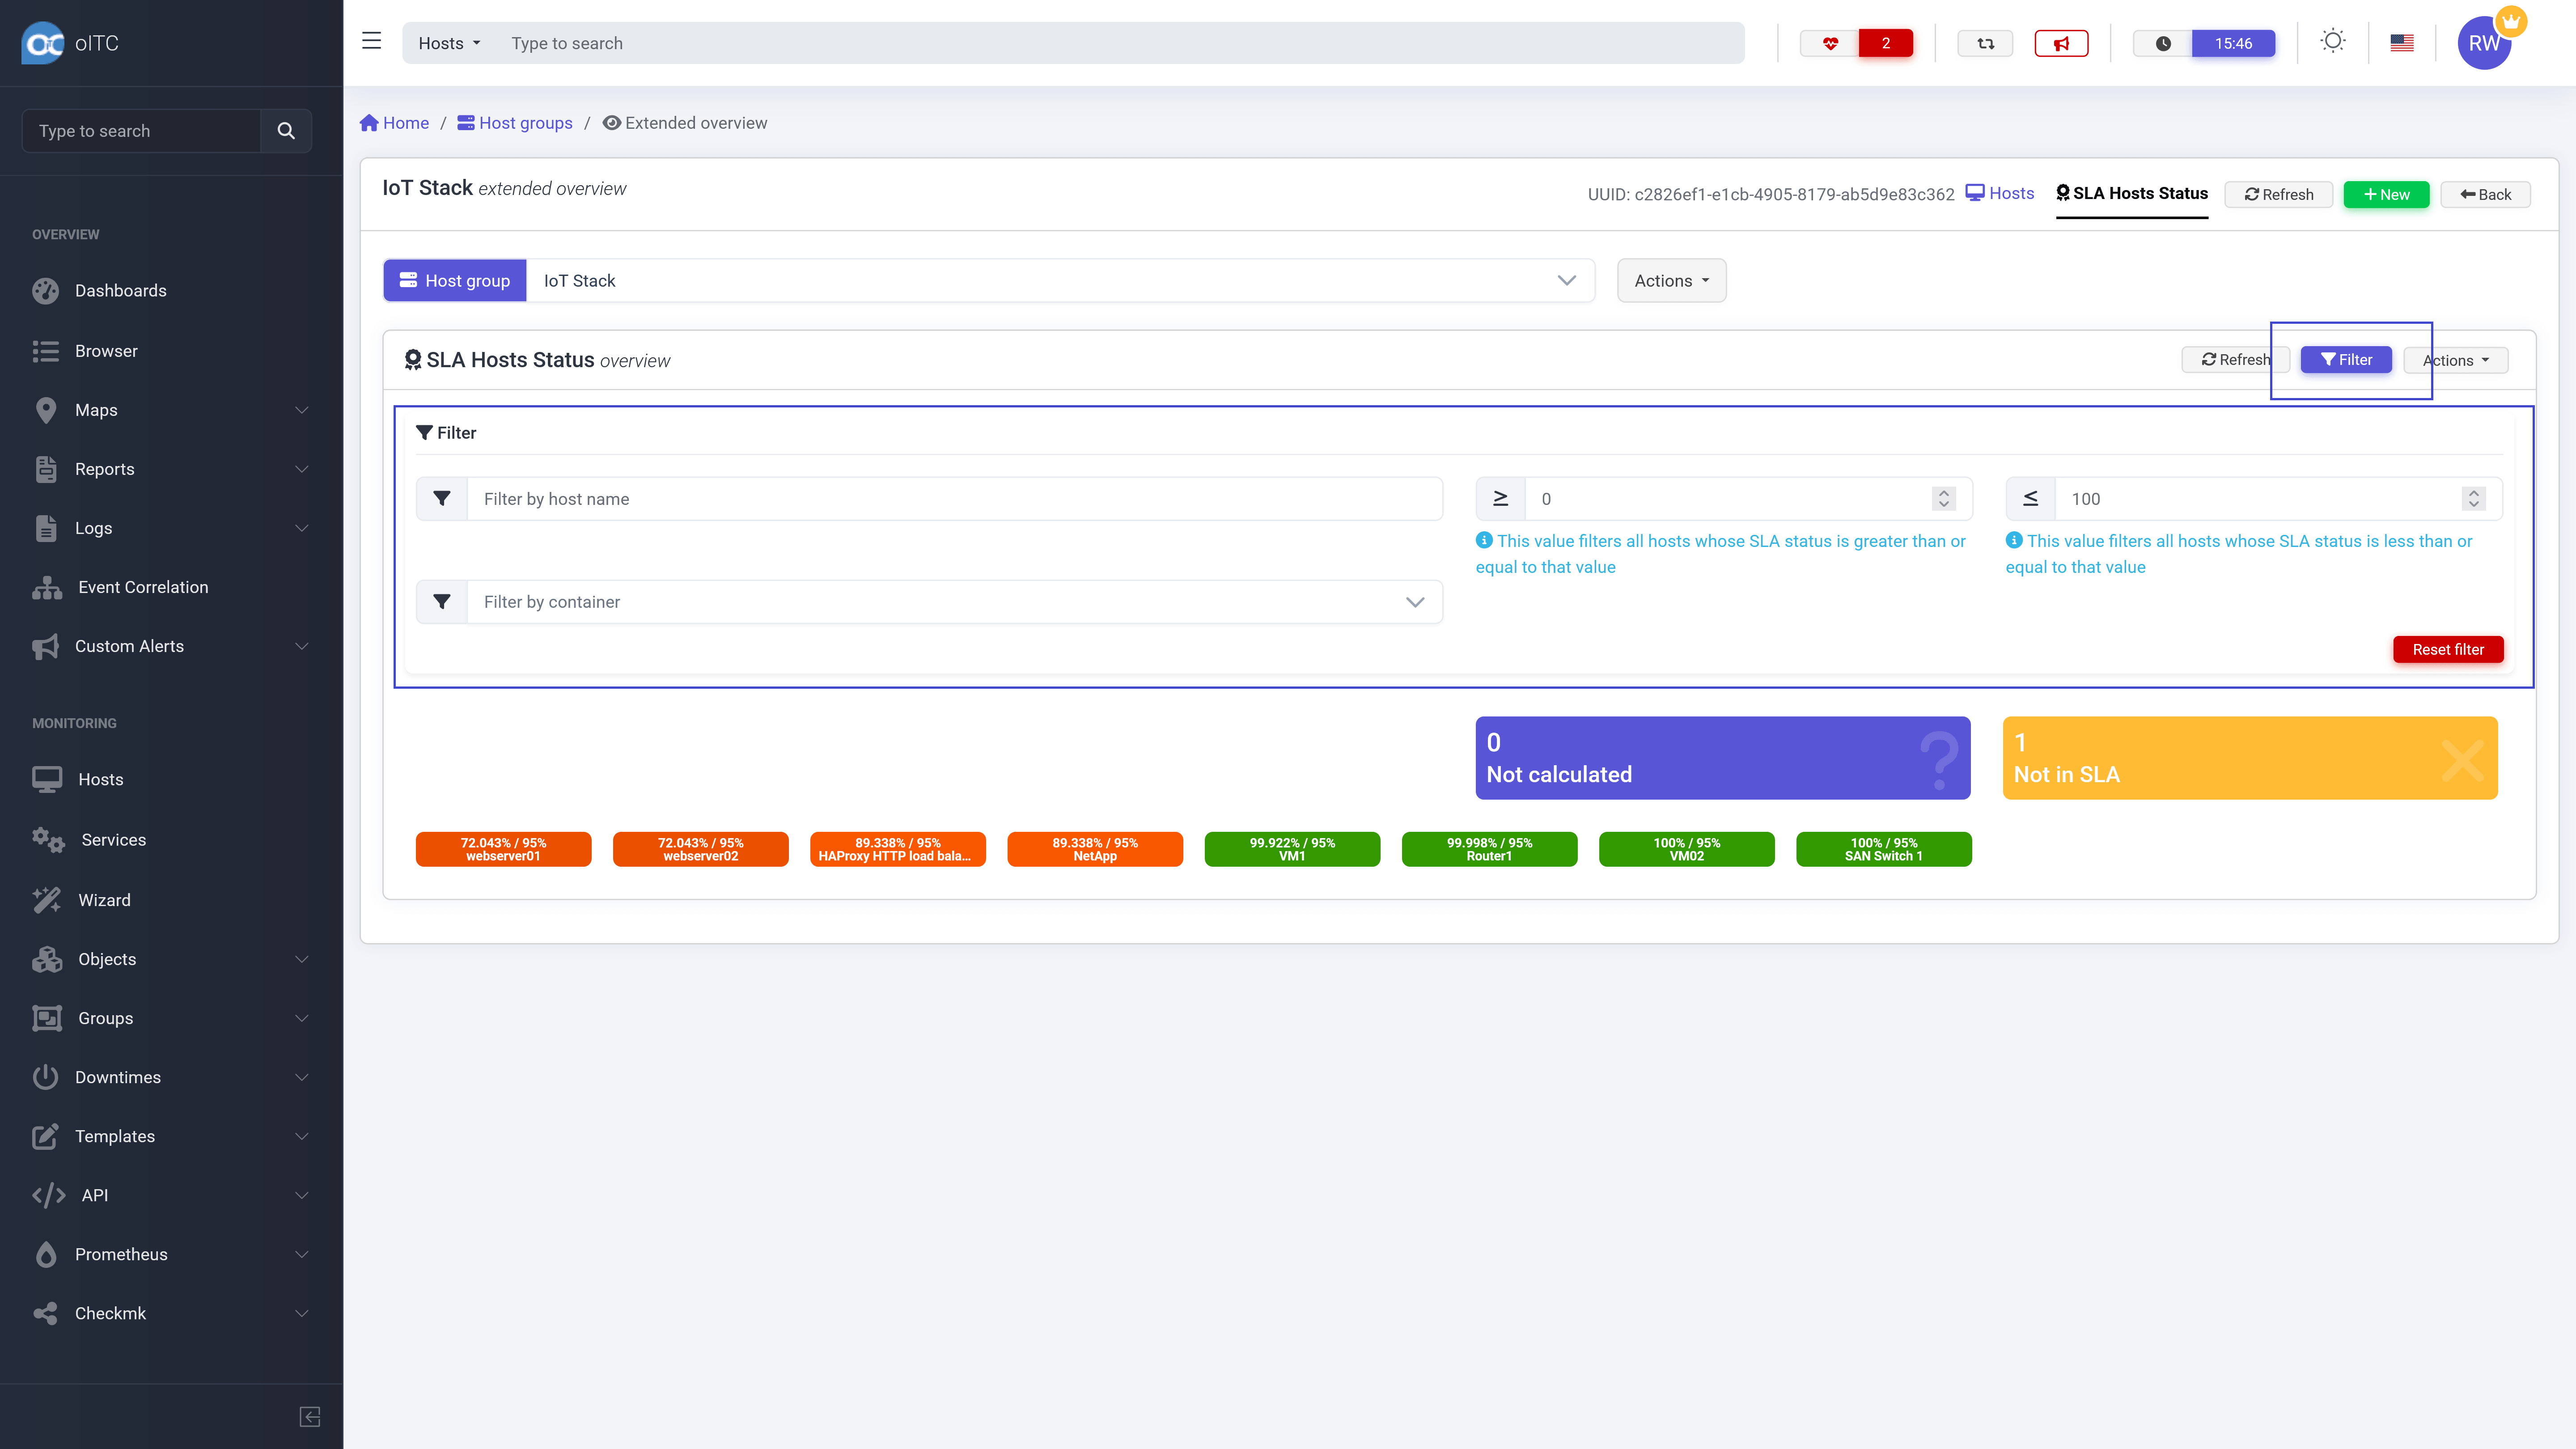 oITC
Hosts
Type to search
2
15:46
RW
Type to search
OVERVIEW
Dashboards
Browser
Maps
Reports
Logs
Event Correlation
Custom Alerts
MONITORING
Hosts
Services
Wizard
Objects
Groups
Downtimes
Templates
API
Prometheus
Checkmk
Home / Host groups / Extended overview
IoT Stack extended overview
UUID: c2826ef1-e1cb-4905-8179-ab5d9e83c362
Hosts
SLA Hosts Status
Refresh
New
Back
Host group
IoT Stack
Actions
SLA Hosts Status overview
Refresh
Filter
Actions
Filter
Filter by host name
≥ 0
≤ 100
This value filters all hosts whose SLA status is greater than or
equal to that value
This value filters all hosts whose SLA status is less than or
equal to that value
Filter by container
Reset filter
0
Not calculated
1
Not in SLA
72.043% / 95%
webserver01
72.043% / 95%
webserver02
89.338% / 95%
HAProxy HTTP load bala...
89.338% / 95%
NetApp
99.922% / 95%
VM1
99.998% / 95%
Router1
100% / 95%
VM02
100% / 95%
SAN Switch 1